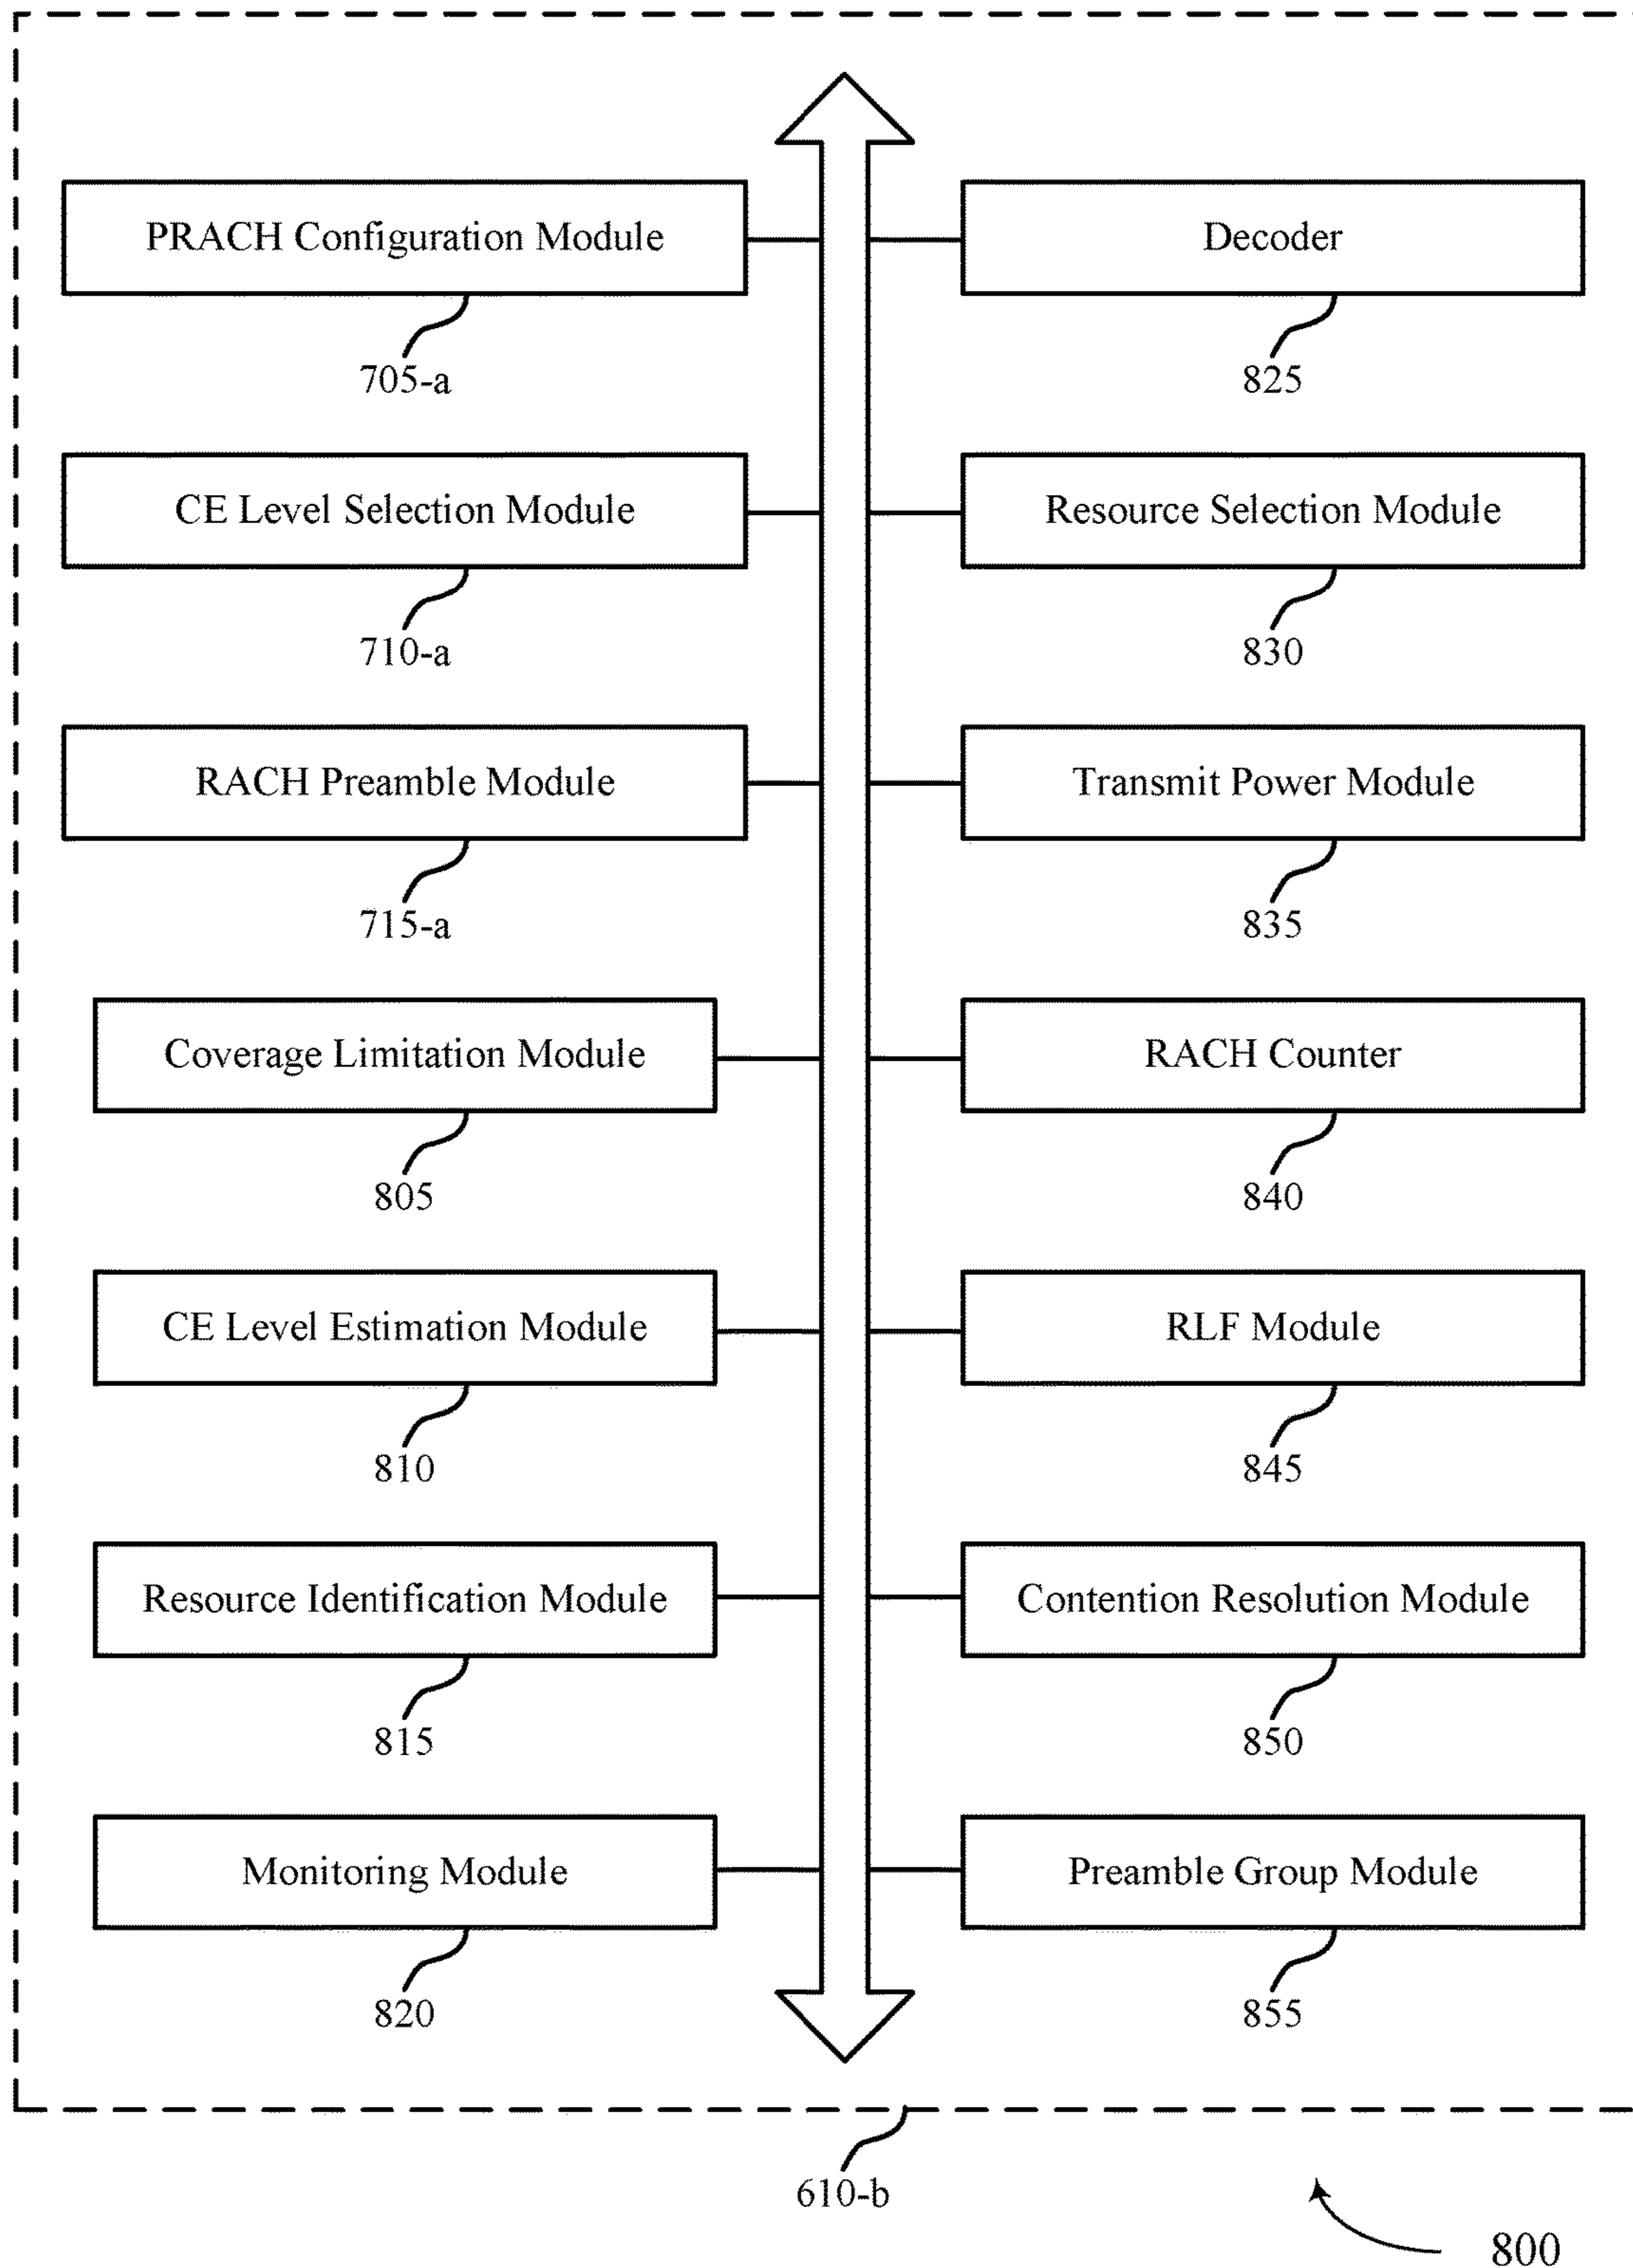 PRACH Configuration Module
Decoder
705-a
825
CE Level Selection Module
Resource Selection Module
710-a
830
RACH Preamble Module
Transmit Power Module
715-a
835
Coverage Limitation Module
RACH Counter
805
840
CE Level Estimation Module
RLF Module
810
845
Resource Identification Module
Contention Resolution Module
815
850
Monitoring Module
Preamble Group Module
820
855
610-b
800